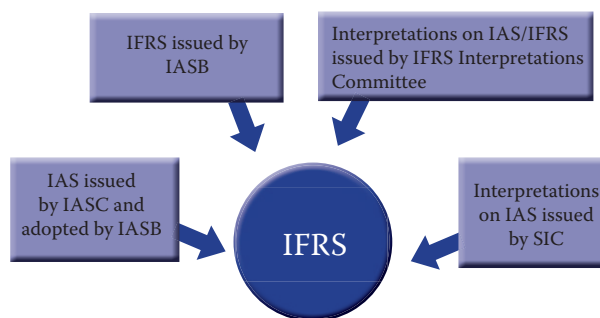 IFRS issued by
IASB
Interpretations on IAS/IFRS
issued by IFRS Interpretations
Committee
IAS issued
by IASC and
adopted by IASB
Interpretations
on IAS issued
by SIC
IFRS